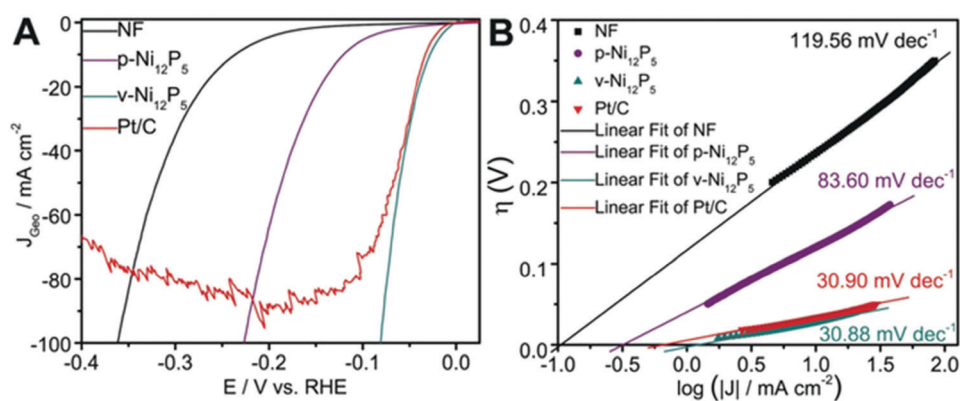 A
NF
p-Ni₁₂P₅
v-Ni₁₂P₅
Pt/C
0
-20
-40
-60
-80
-100
J_Geo / mA cm⁻²
-0.4
-0.3
-0.2
-0.1
0.0
E / V vs. RHE
B
NF
p-Ni₁₂P₅
v-Ni₁₂P₅
Pt/C
Linear Fit of NF
Linear Fit of p-Ni₁₂P₅
Linear Fit of v-Ni₁₂P₅
Linear Fit of Pt/C
119.56 mV dec⁻¹
83.60 mV dec⁻¹
30.90 mV dec⁻¹
30.88 mV dec⁻¹
0.4
0.3
0.2
0.1
0.0
η (V)
-1.0
-0.5
0.0
0.5
1.0
1.5
2.0
log (|J| / mA cm⁻²)